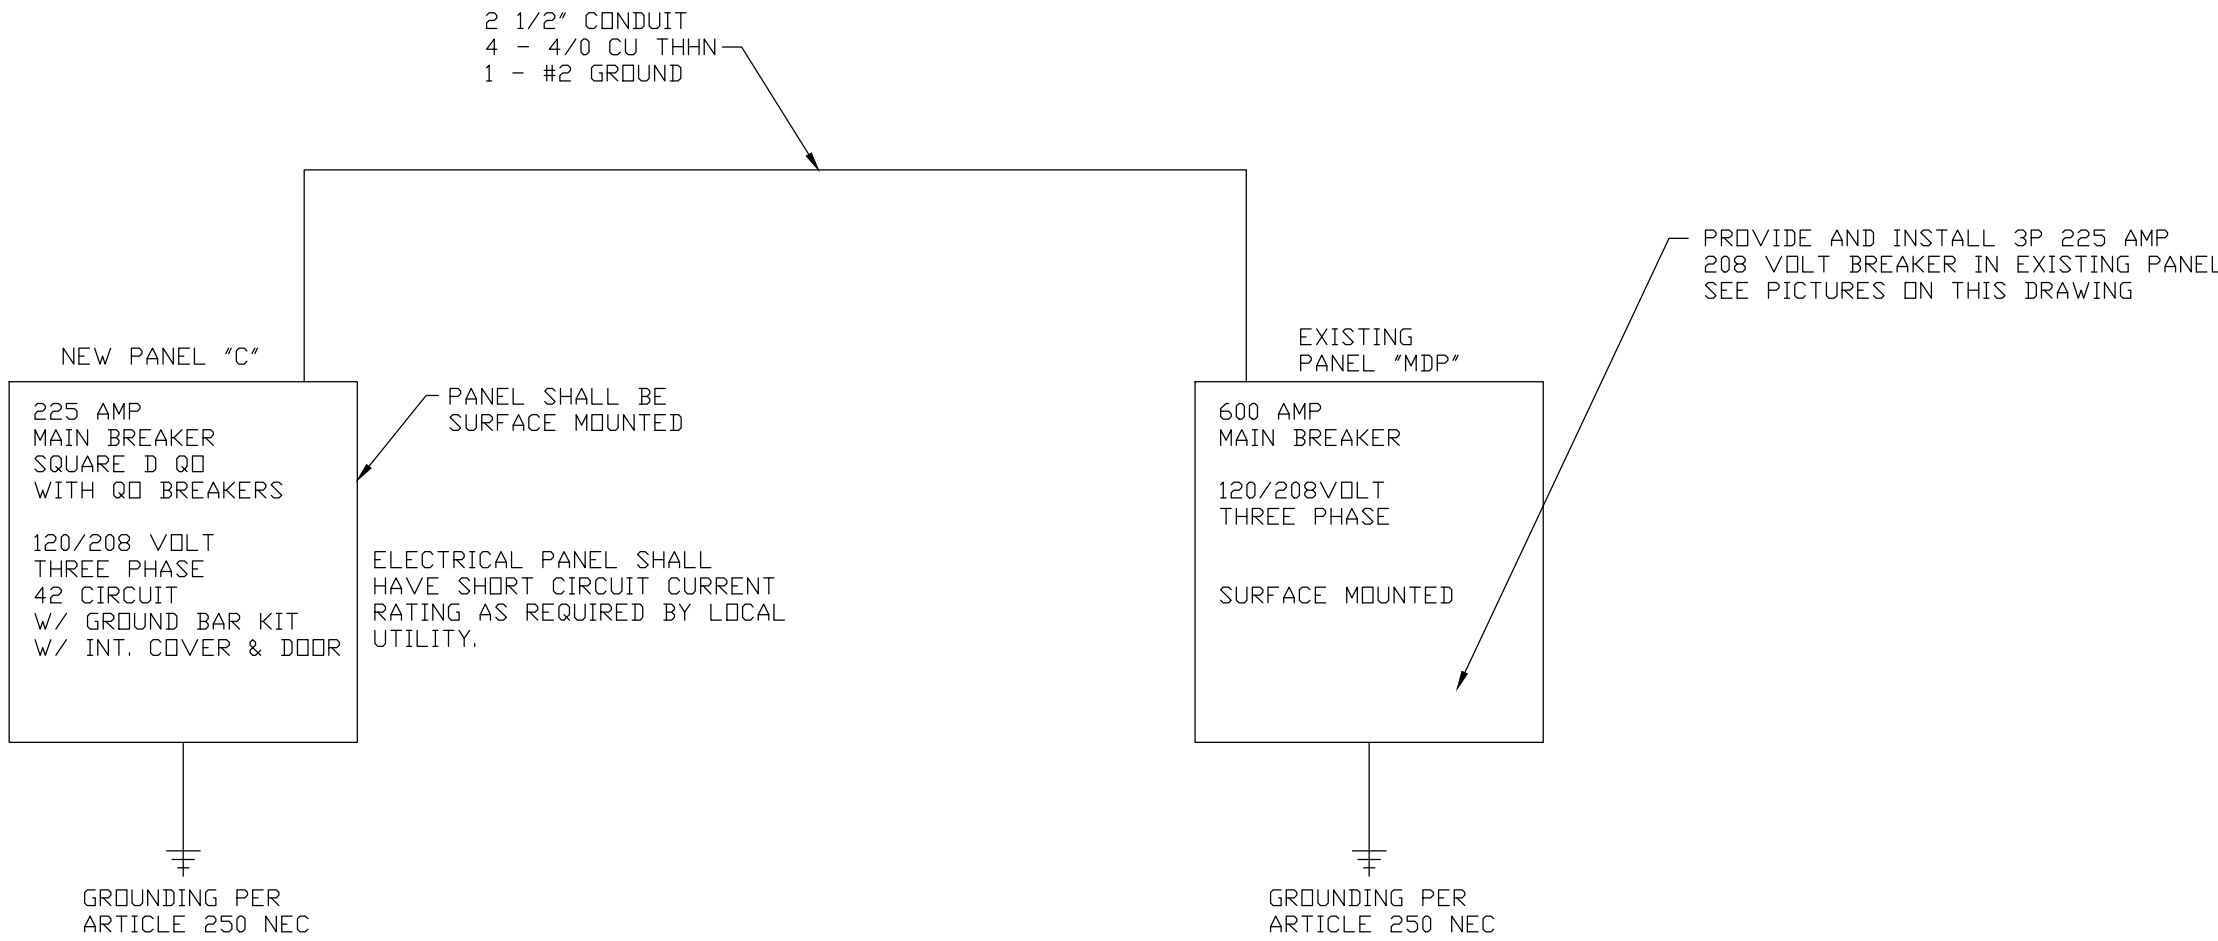 2 1/2" CONDUIT
4 - 4/0 CU THHN
1 - #2 GROUND
PROVIDE AND INSTALL 3P 225 AMP
208 VOLT BREAKER IN EXISTING PANEL
SEE PICTURES ON THIS DRAWING
NEW PANEL "C"
225 AMP
MAIN BREAKER
SQUARE D QO
WITH QO BREAKERS
120/208 VOLT
THREE PHASE
42 CIRCUIT
W/ GROUND BAR KIT
W/ INT. COVER & DOOR
PANEL SHALL BE
SURFACE MOUNTED
ELECTRICAL PANEL SHALL
HAVE SHORT CIRCUIT CURRENT
RATING AS REQUIRED BY LOCAL
UTILITY.
EXISTING
PANEL "MDP"
600 AMP
MAIN BREAKER
120/208VOLT
THREE PHASE
SURFACE MOUNTED
GROUNDING PER
ARTICLE 250 NEC
GROUNDING PER
ARTICLE 250 NEC